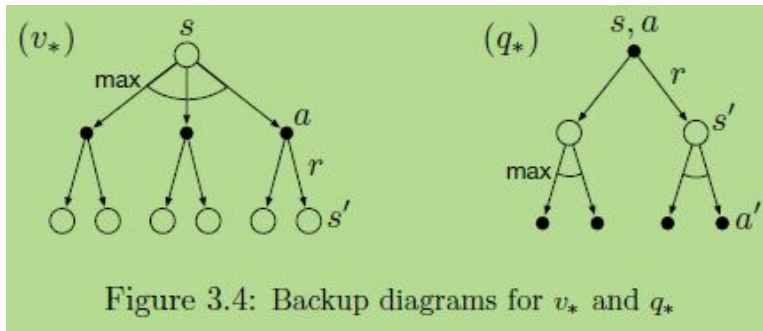 (v*)
s
max
a
r
s′
(q*)
s, a
r
s′
max
a′
Figure 3.4: Backup diagrams for v* and q*